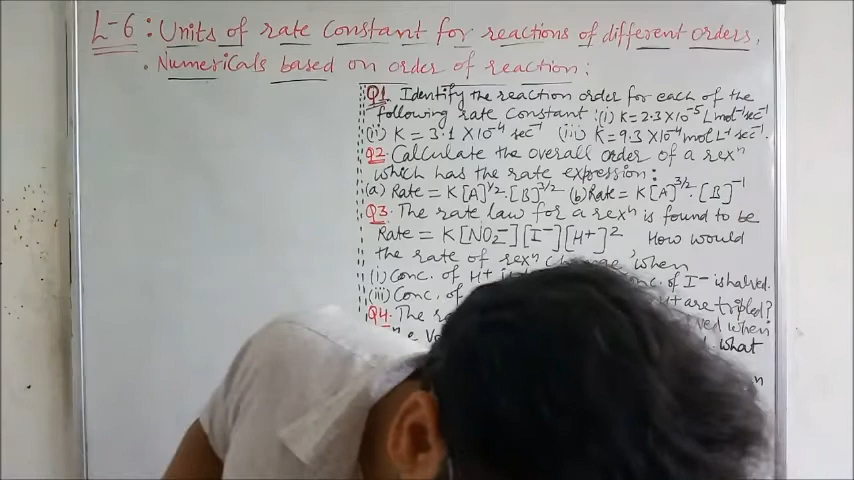 L-6 : Units of rate constant for reactions of different orders.
. Numericals based on order of reaction :
Q1. Identify the reaction order for each of the
following rate constant : (i) K = 2.3 X10⁻⁵ L mol⁻¹ sec⁻¹
(ii) K = 3.1 X10⁻⁴ sec⁻¹ (iii) K = 9.3 X10⁻⁴ mol L⁻¹ sec⁻¹.
Q2. Calculate the overall order of a rexⁿ
which has the rate expression :
(a) Rate = K[A]^1/2 . [B]^3/2 (b) Rate = K[A]^3/2 . [B]⁻¹
Q3. The rate law for a rexⁿ is found to be
Rate = K[NO₂⁻][I⁻][H⁺]² How would
the rate of rexⁿ change, when
(i) Conc. of H⁺ conc. of I⁻ is halved.
(iii) Conc. of H⁺ are tripled?
Q4. The when
what